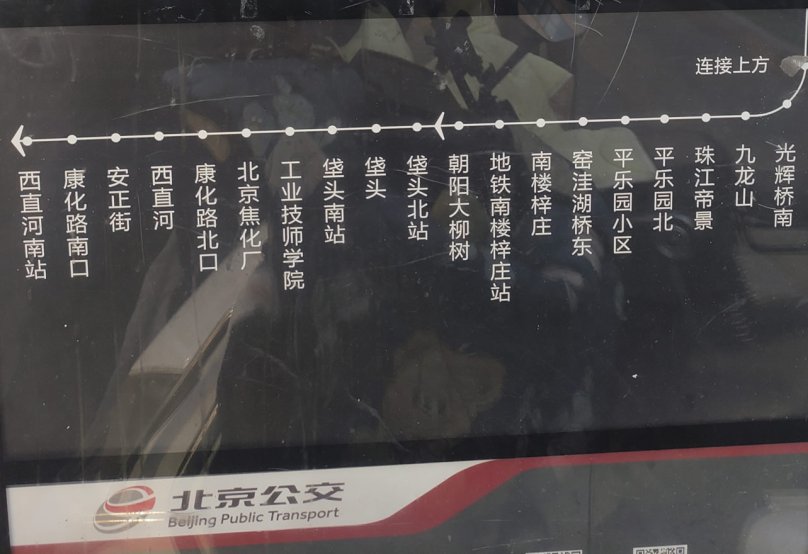 连接上方
西直河南站
康化路南口
安正街
西直河
康化路北口
北京焦化厂
工业技师学院
垡头南站
垡头
垡头北站
朝阳大柳树
地铁南楼梓庄站
南楼梓庄
窑洼湖桥东
平乐园小区
平乐园北
珠江帝景
九龙山
光辉桥南
北京公交
Beijing Public Transport